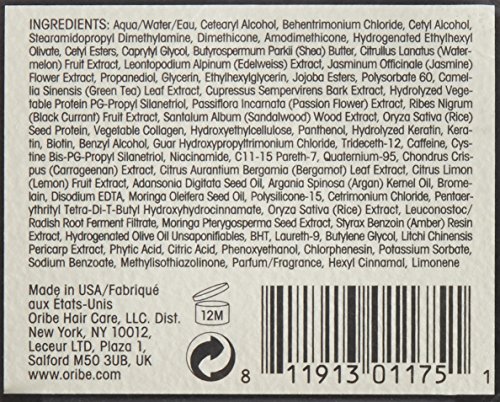 INGREDIENTS: Aqua/Water/Eau, Cetearyl Alcohol, Behentrimonium Chloride, Cetyl Alcohol,
Stearamidopropyl Dimethylamine, Dimethicone, Amodimethicone, Hydrogenated Ethylhexyl
Olivate, Cetyl Esters, Caprylyl Glycol, Butyrospermum Parkii (Shea) Butter, Citrullus Lanatus (Water-
melon) Fruit Extract, Leontopodium Alpinum (Edelweiss) Extract, Jasminum Officinale (Jasmine)
Flower Extract, Propanediol, Glycerin, Ethylhexylglycerin, Jojoba Esters, Polysorbate 60, Camel-
lia Sinensis (Green Tea) Leaf Extract, Cupressus Sempervirens Bark Extract, Hydrolyzed Vege-
table Protein PG-Propyl Silanetriol, Passiflora Incarnata (Passion Flower) Extract, Ribes Nigrum
(Black Currant) Fruit Extract, Santalum Album (Sandalwood) Wood Extract, Oryza Sativa (Rice)
Seed Protein, Vegetable Collagen, Hydroxyethylcellulose, Panthenol, Hydrolyzed Keratin, Kera-
tin, Biotin, Benzyl Alcohol, Guar Hydroxypropyltrimonium Chloride, Trideceth-12, Caffeine, Cys-
tine Bis-PG-Propyl Silanetriol, Niacinamide, C11-15 Pareth-7, Quaternium-95, Chondrus Cris-
pus (Carrageenan) Extract, Citrus Aurantium Bergamia (Bergamot) Leaf Extract, Citrus Limon
(Lemon) Fruit Extract, Adansonia Digitata Seed Oil, Argania Spinosa (Argan) Kernel Oil, Brome-
lain, Disodium EDTA, Moringa Oleifera Seed Oil, Polysilicone-15, Cetrimonium Chloride, Pentaer-
ythrityl Tetra-Di-T-Butyl Hydroxyhydrocinnamate, Oryza Sativa (Rice) Extract, Leuconostoc/
Radish Root Ferment Filtrate, Moringa Pterygosperma Seed Extract, Styrax Benzoin (Amber) Resin
Extract, Hydrogenated Olive Oil Unsaponifiables, BHT, Laureth-9, Butylene Glycol, Litchi Chinensis
Pericarp Extract, Phytic Acid, Citric Acid, Phenoxyethanol, Chlorphenesin, Potassium Sorbate,
Sodium Benzoate, Methylisothiazolinone, Parfum/Fragrance, Hexyl Cinnamal, Limonene
Made in USA/Fabriqué
aux États-Unis
Oribe Hair Care, LLC. Dist.
New York, NY 10012,
Leceur LTD, Plaza 1,
Salford M50 3UB, UK
www.oribe.com
12M
8 11913 01175 1